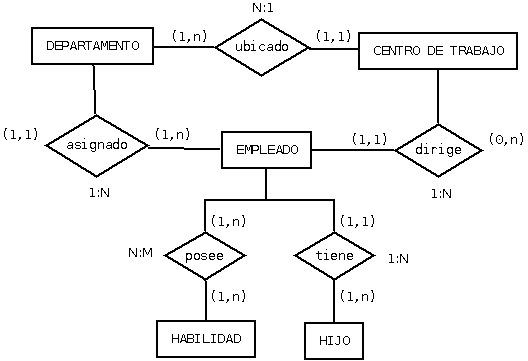 N:1
DEPARTAMENTO (1,n) ubicado (1,1) CENTRO DE TRABAJO
(1,1) asignado (1,n) EMPLEADO (1,1) dirige (0,n)
1:N 1:N
(1,n) (1,1)
N:M posee tiene 1:N
(1,n) (1,n)
HABILIDAD HIJO